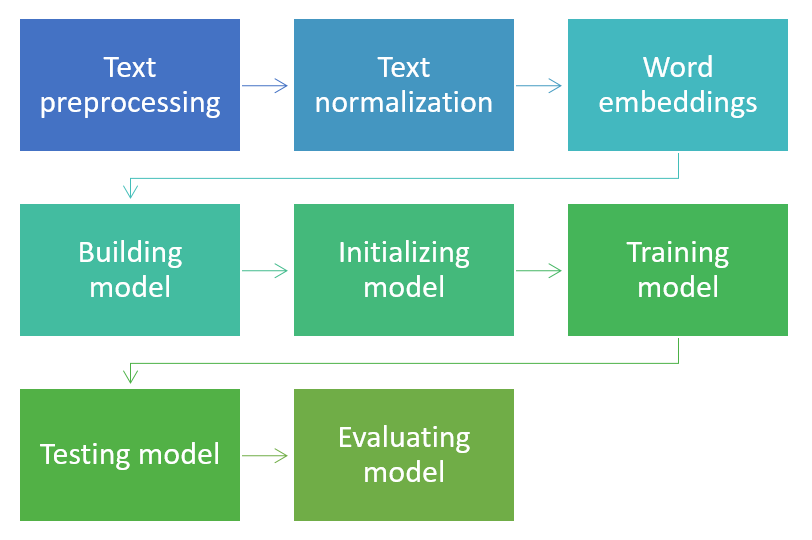 Text
preprocessing
Text
normalization
Word
embeddings
Building
model
Initializing
model
Training
model
Testing model
Evaluating
model